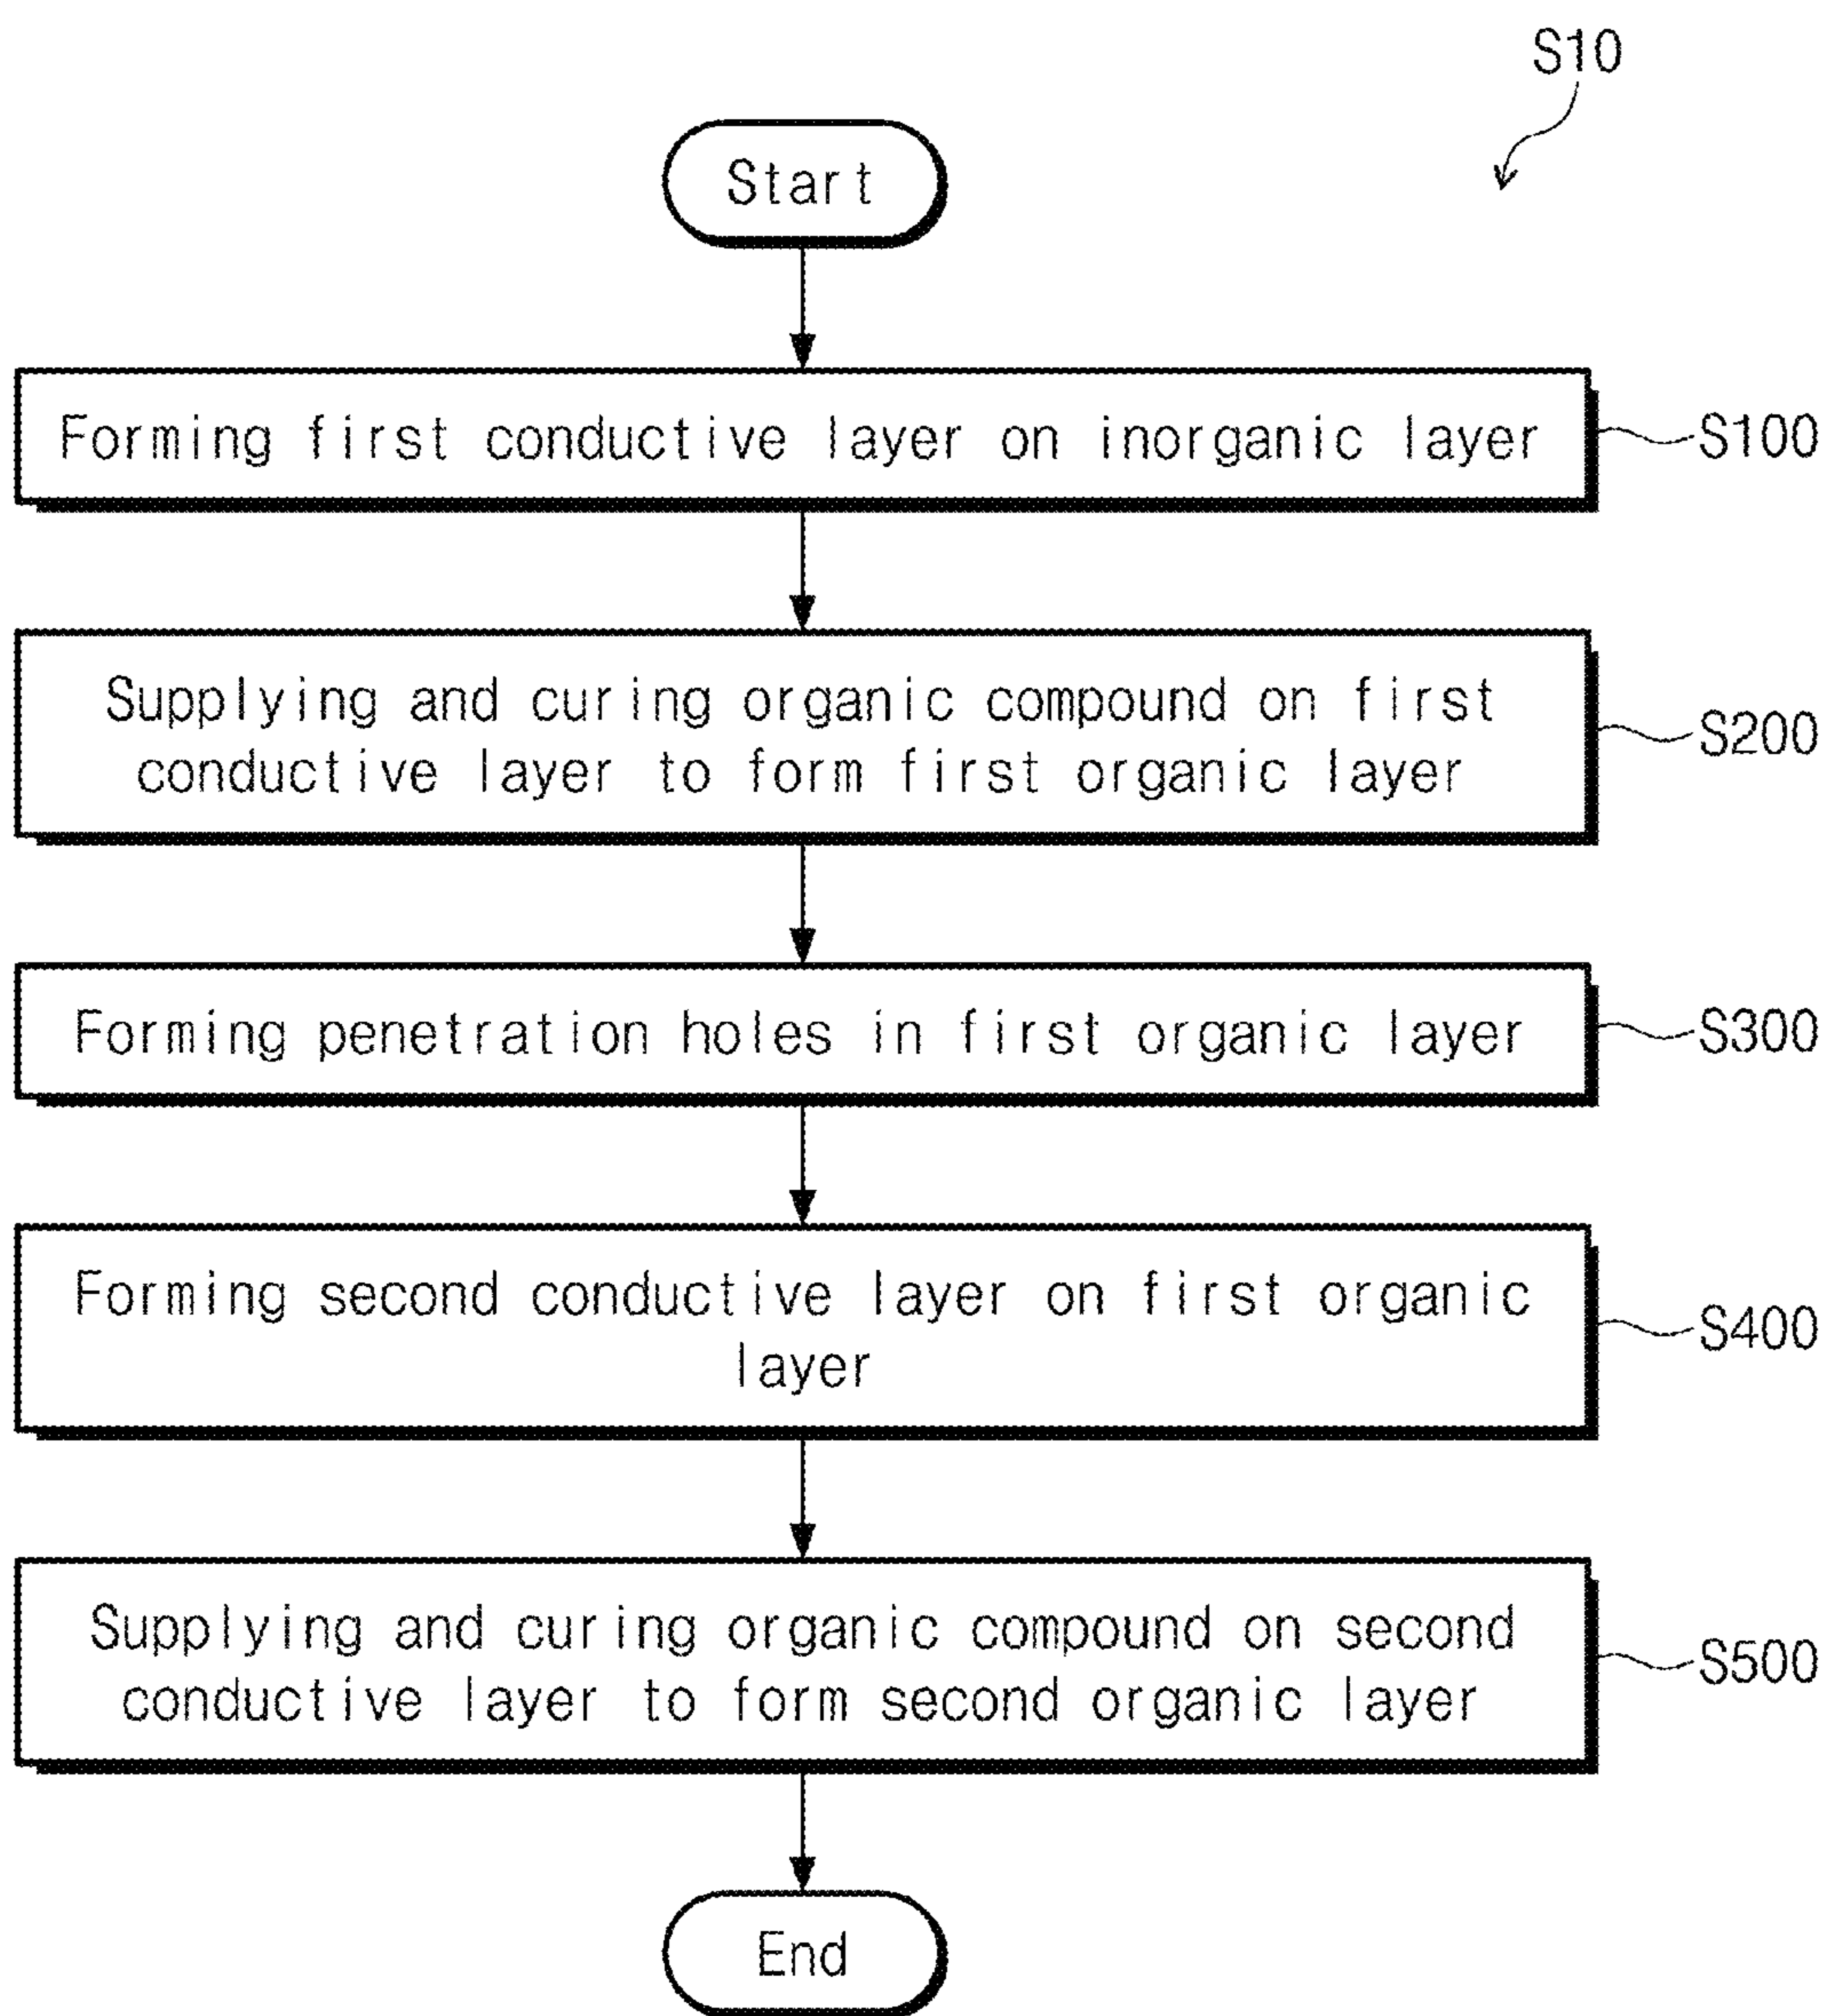 S10
Start
Forming first conductive layer on inorganic layer
S100
Supplying and curing organic compound on first
conductive layer to form first organic layer
S200
Forming penetration holes in first organic layer
S300
Forming second conductive layer on first organic
layer
S400
Supplying and curing organic compound on second
conductive layer to form second organic layer
S500
End